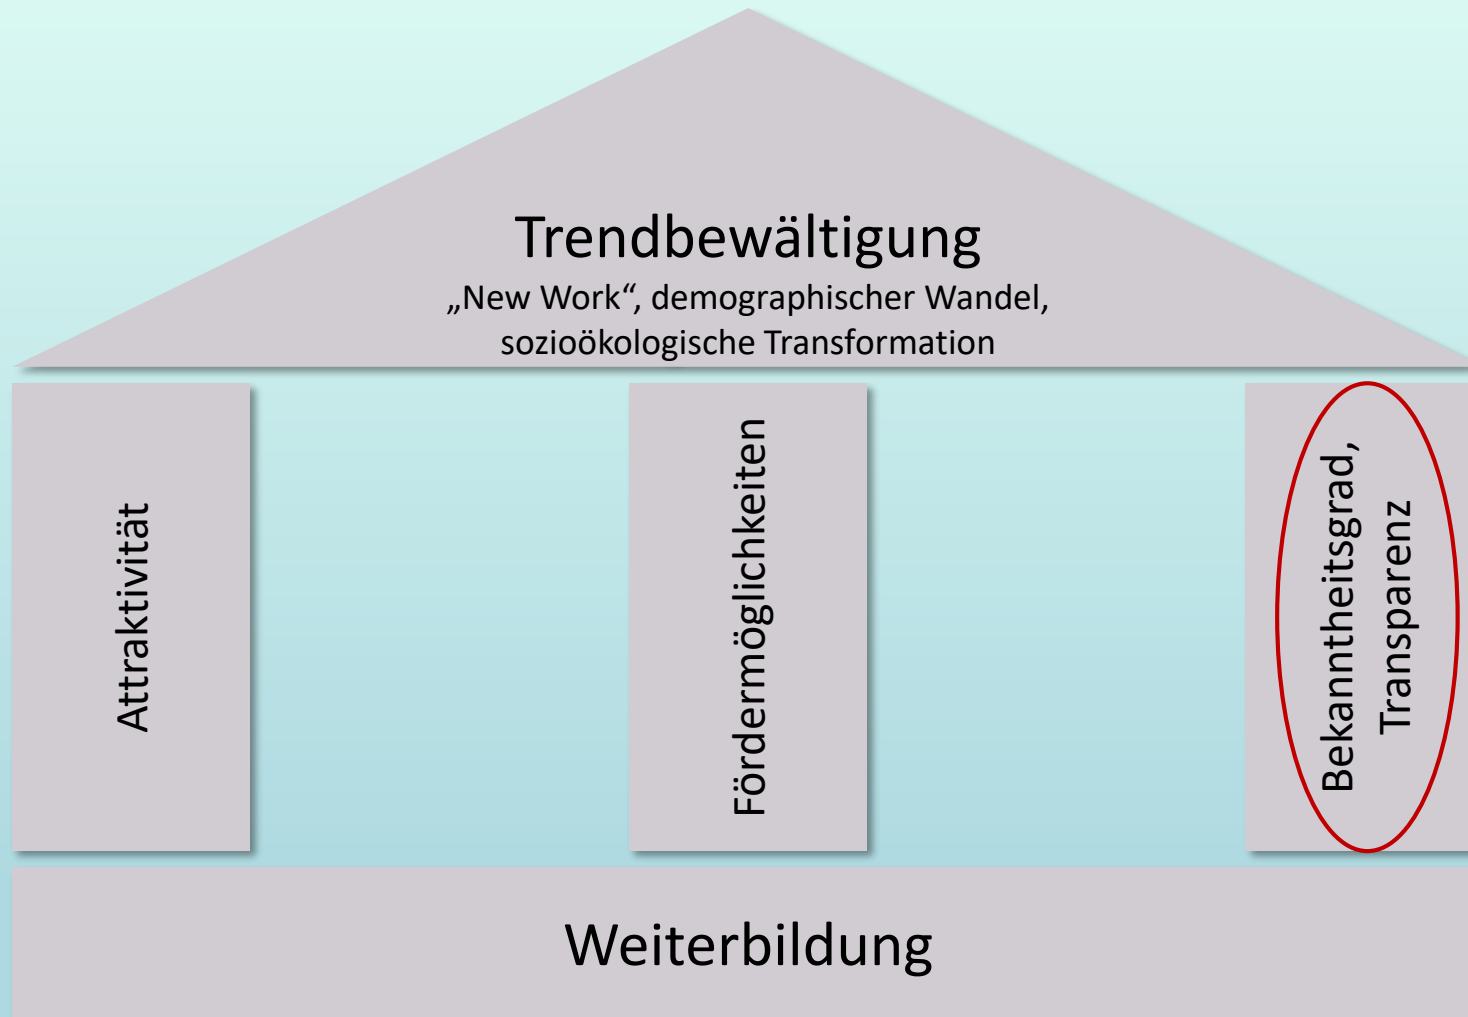 Trendbewältigung
„New Work“, demographischer Wandel,
sozioökologische Transformation
Attraktivität
Fördermöglichkeiten
Bekanntheitsgrad,
Transparenz
Weiterbildung